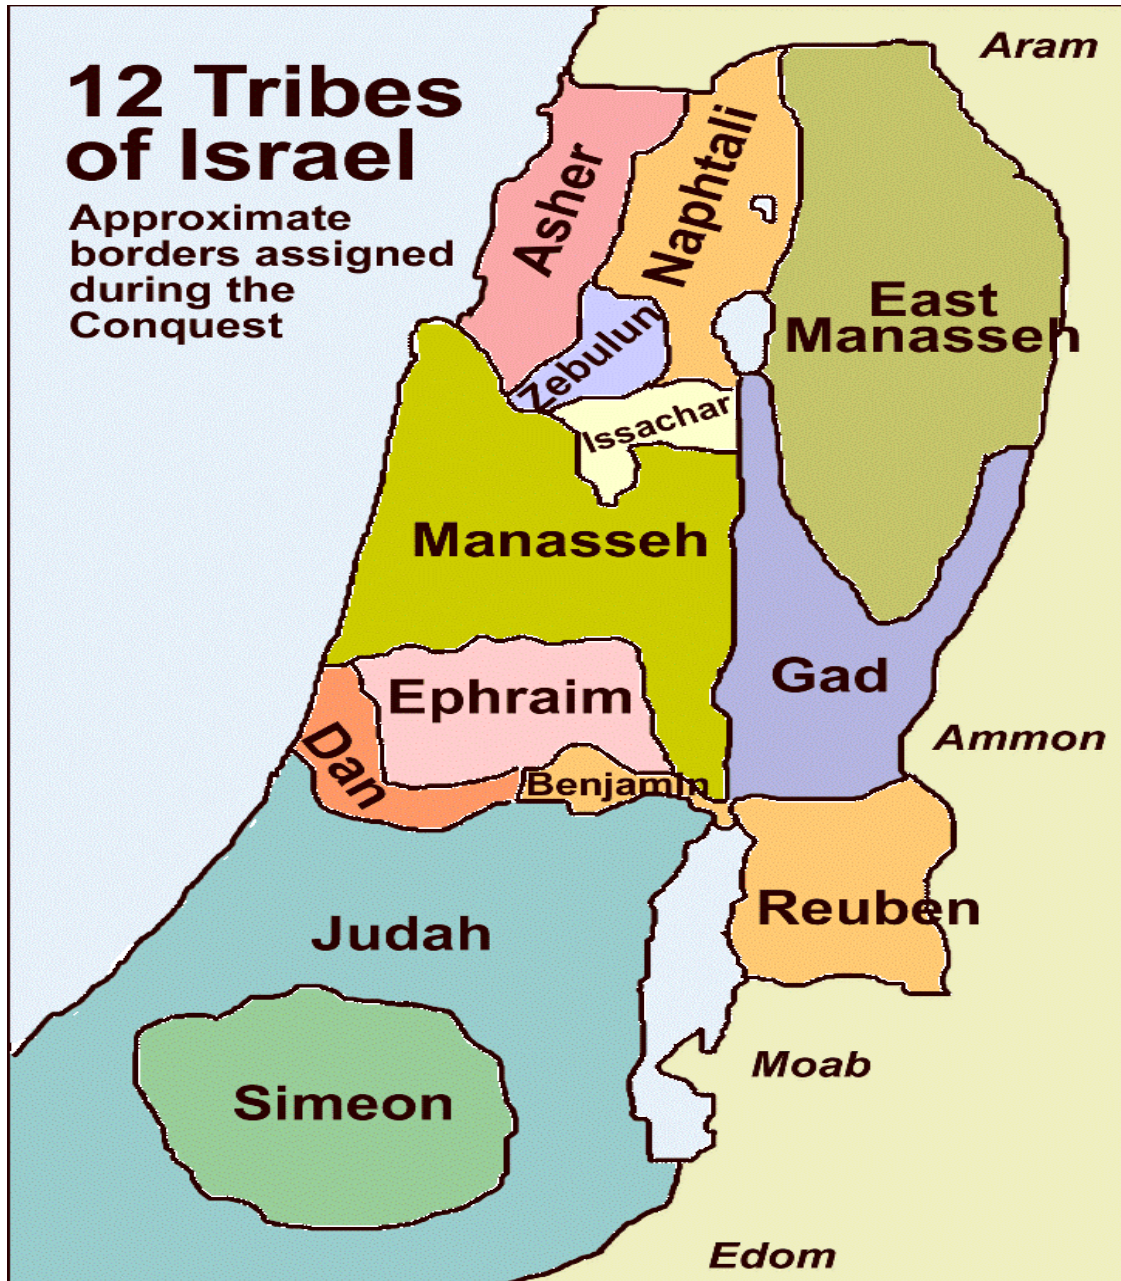 12 Tribes
of Israel
Approximate
borders assigned
during the
Conquest
Aram
Asher
Naphtali
East
Manasseh
Zebulun
Issachar
Manasseh
Gad
Ephraim
Dan
Ammon
Benjamin
Reuben
Judah
Moab
Simeon
Edom